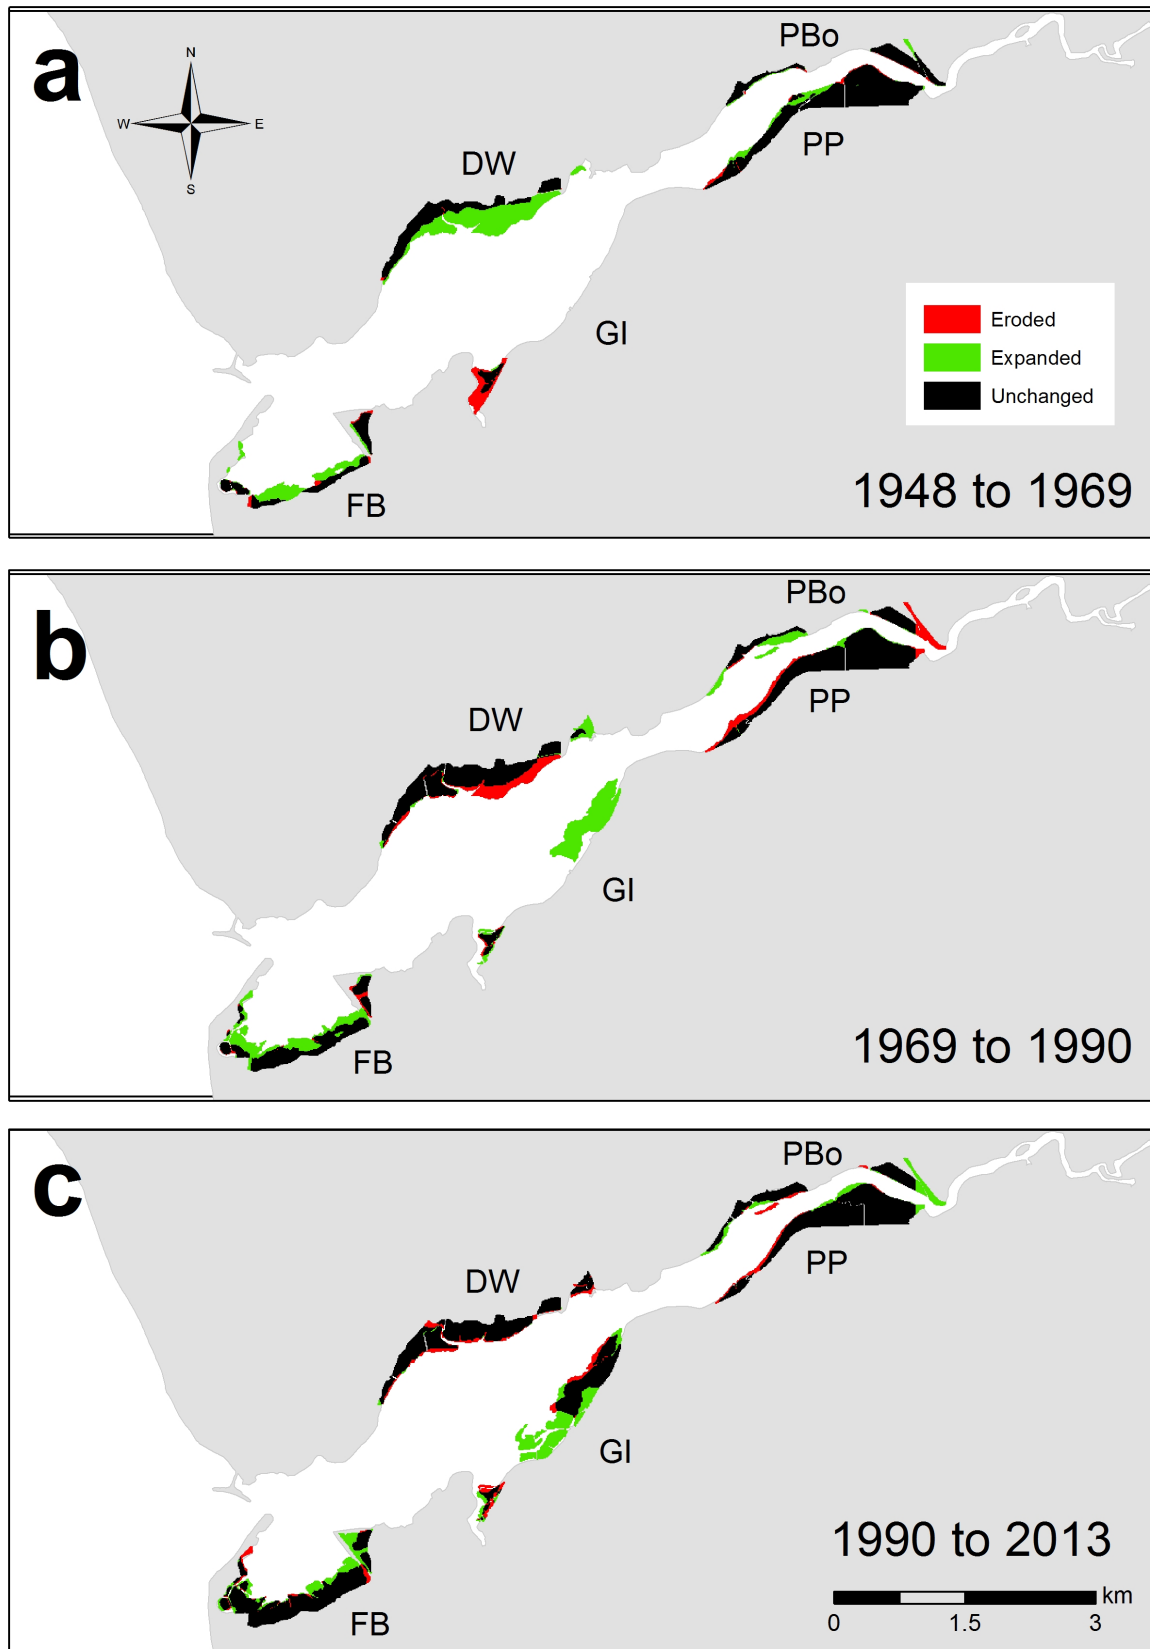 a
N
W E
S
PBo
PP
DW
GI
FB
Eroded
Expanded
Unchanged
1948 to 1969
b
PBo
PP
DW
GI
FB
1969 to 1990
c
PBo
PP
DW
GI
FB
1990 to 2013
km
0 1.5 3